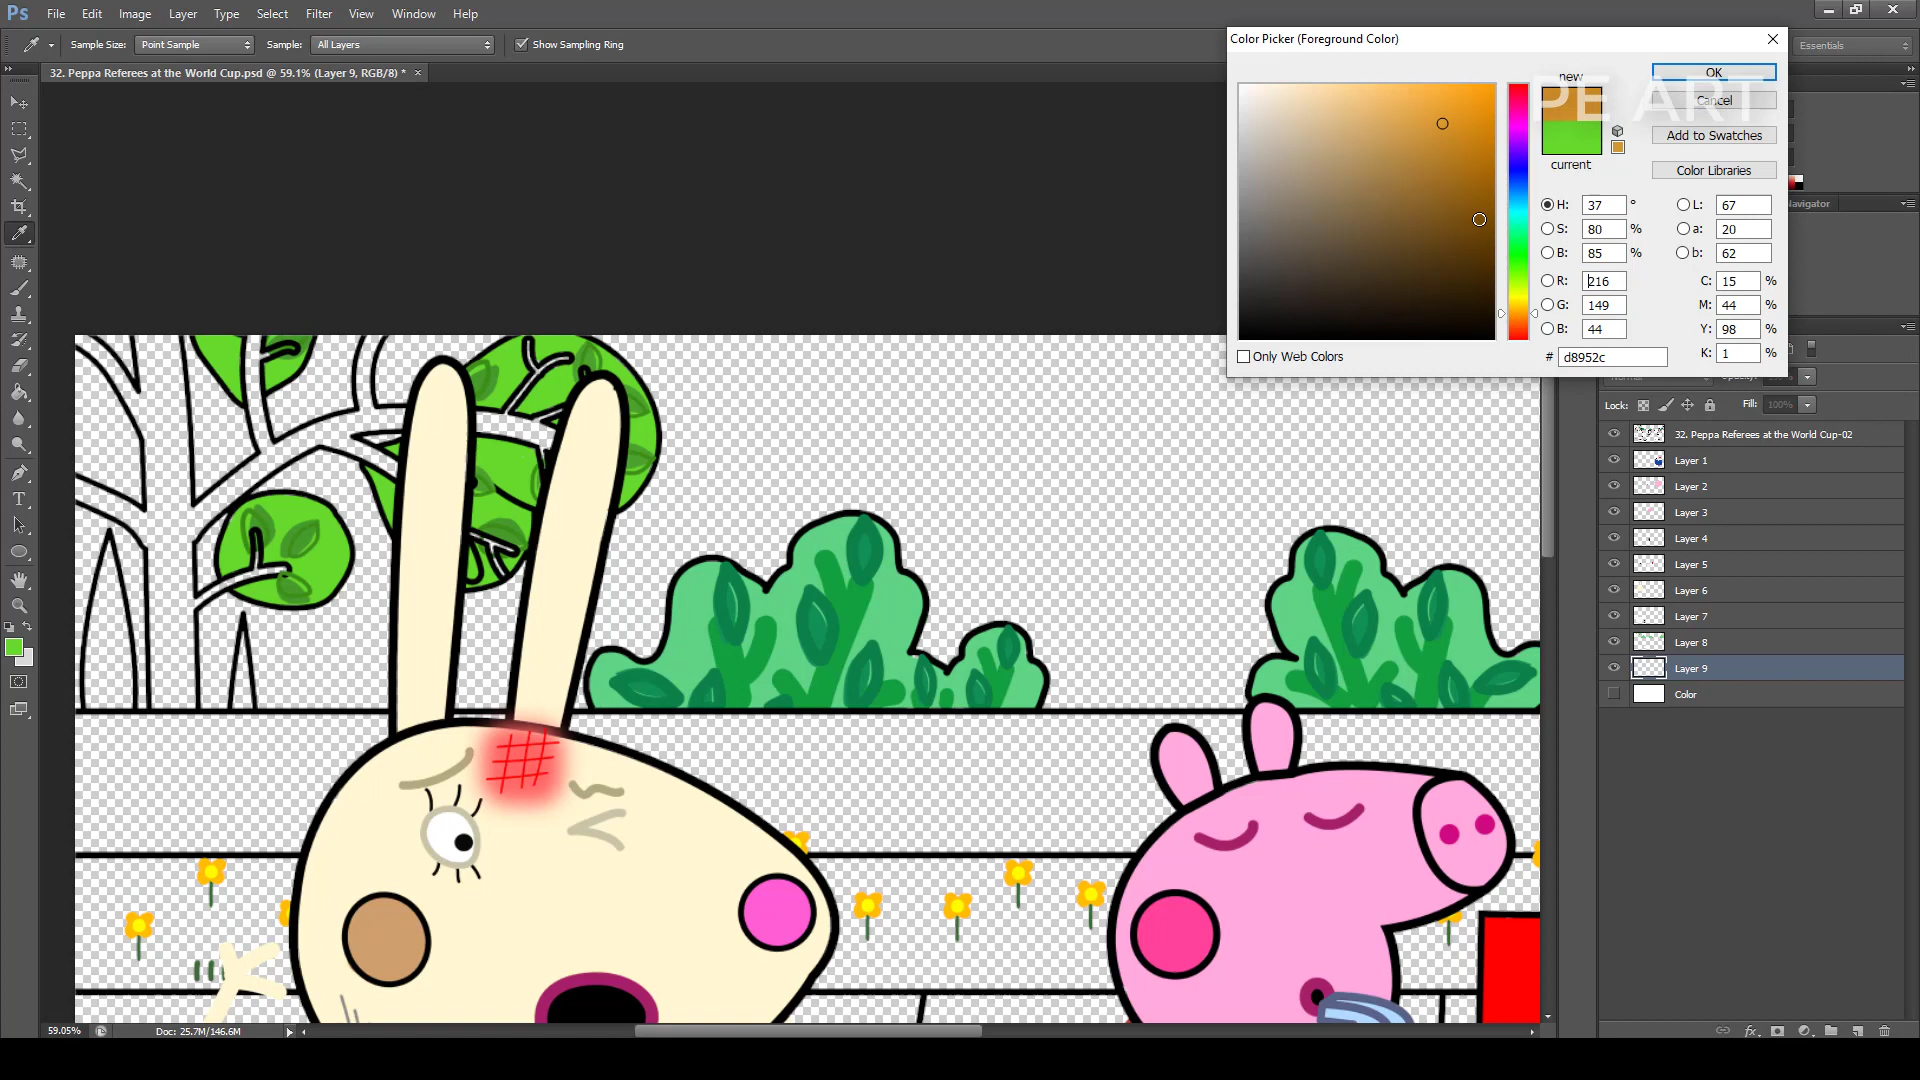 Ps File Edit Image Layer Type Select Filter View Window Help
Sample Size: Point Sample Sample: All Layers Show Sampling Ring Essentials
32. Peppa Referees at the World Cup.psd @ 59.1% (Layer 9, RGB/8) *
Color Picker (Foreground Color)
new
current
OK
PE ART
Cancel
Add to Swatches
Color Libraries
H: 37 °
S: 80 %
B: 85 %
R: 216
G: 149
B: 44
L: 67
a: 20
b: 62
C: 15 %
M: 44 %
Y: 98 %
K: 1 %
Only Web Colors
# d8952c
Navigator
Normal Opacity:
Lock: Fill: 100%
32. Peppa Referees at the World Cup-02
Layer 1
Layer 2
Layer 3
Layer 4
Layer 5
Layer 6
Layer 7
Layer 8
Layer 9
Color
59.05% Doc: 25.7M/146.6M
fx